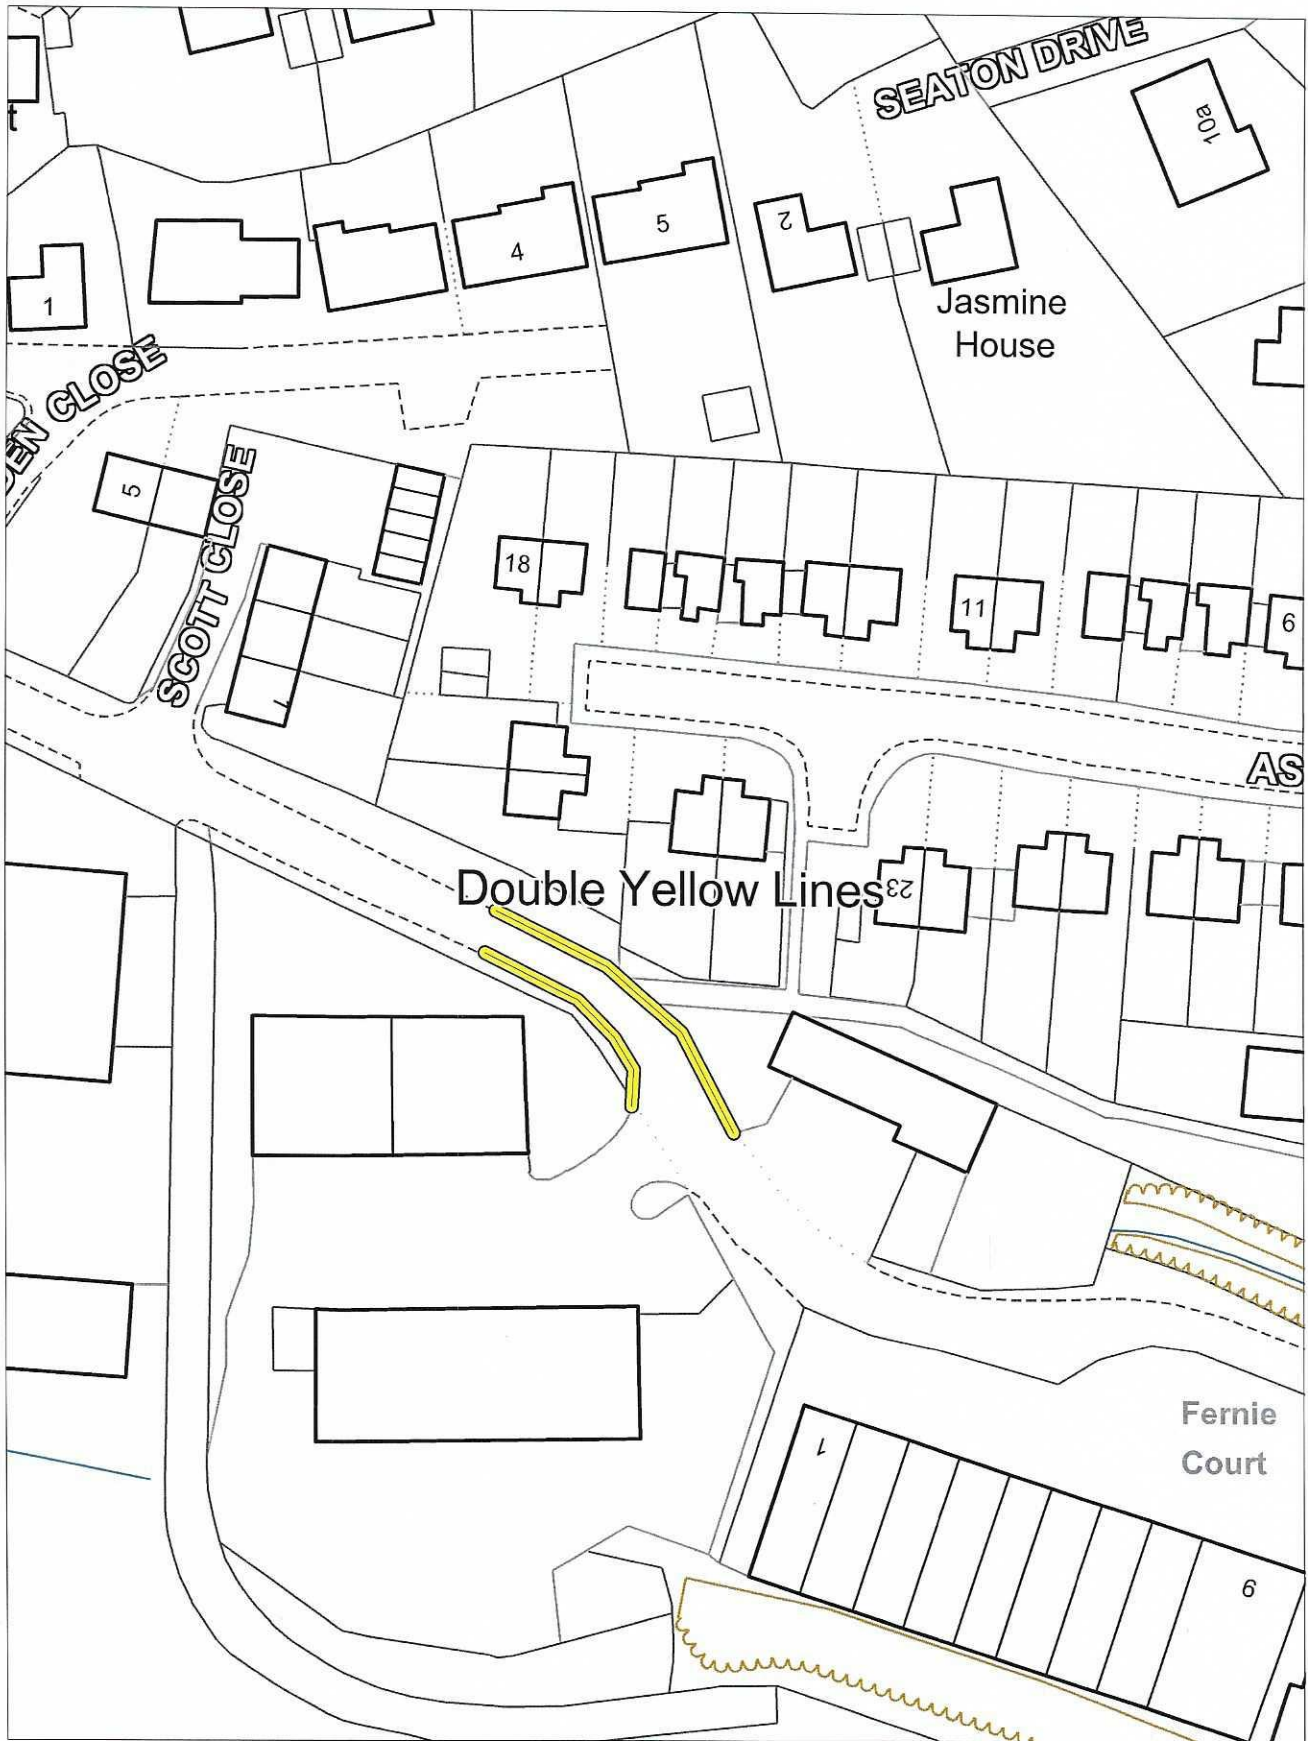 SEATON DRIVE
10a
t
5
2
4
1
Jasmine
House
DEN CLOSE
5
SCOTT CLOSE
18
11
6
AS
Double Yellow Lines
23
Fernie
Court
1
9